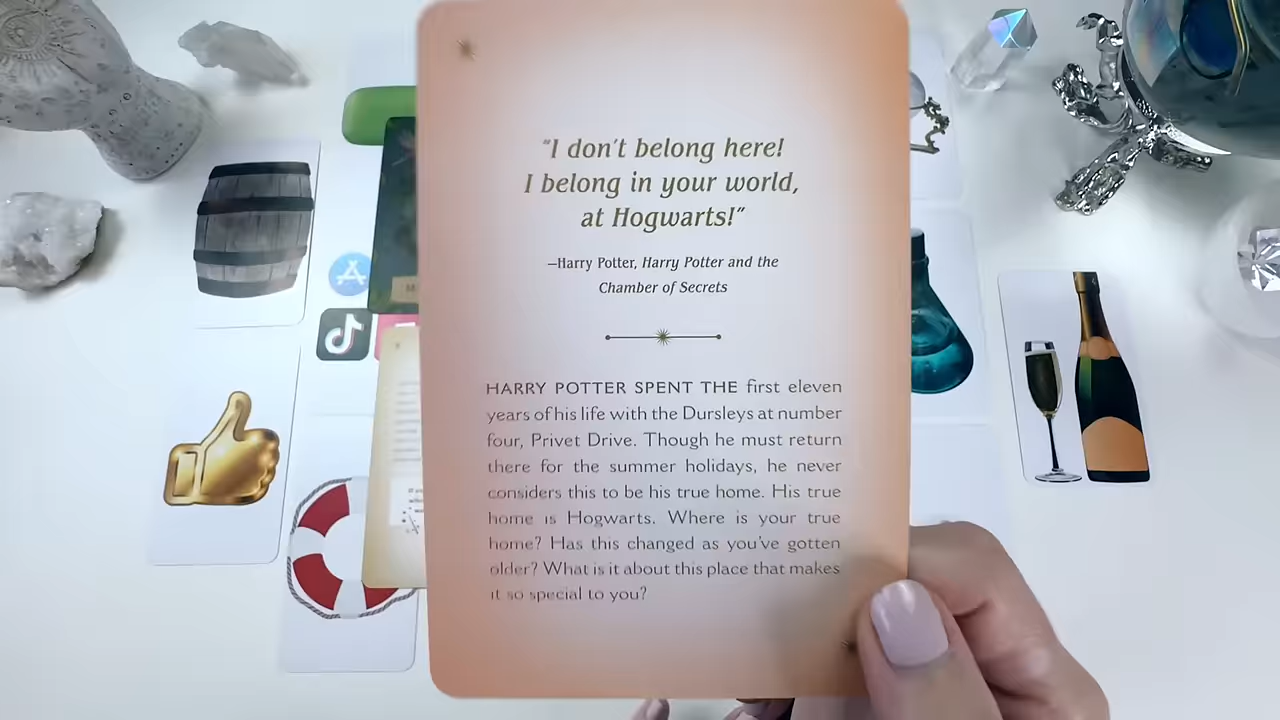 "I don't belong here!
I belong in your world,
at Hogwarts!"
—Harry Potter, Harry Potter and the
Chamber of Secrets
HARRY POTTER SPENT THE first eleven
years of his life with the Dursleys at number
four, Privet Drive. Though he must return
there for the summer holidays, he never
considers this to be his true home. His true
home is Hogwarts. Where is your true
home? Has this changed as you've gotten
older? What is it about this place that makes
it so special to you?